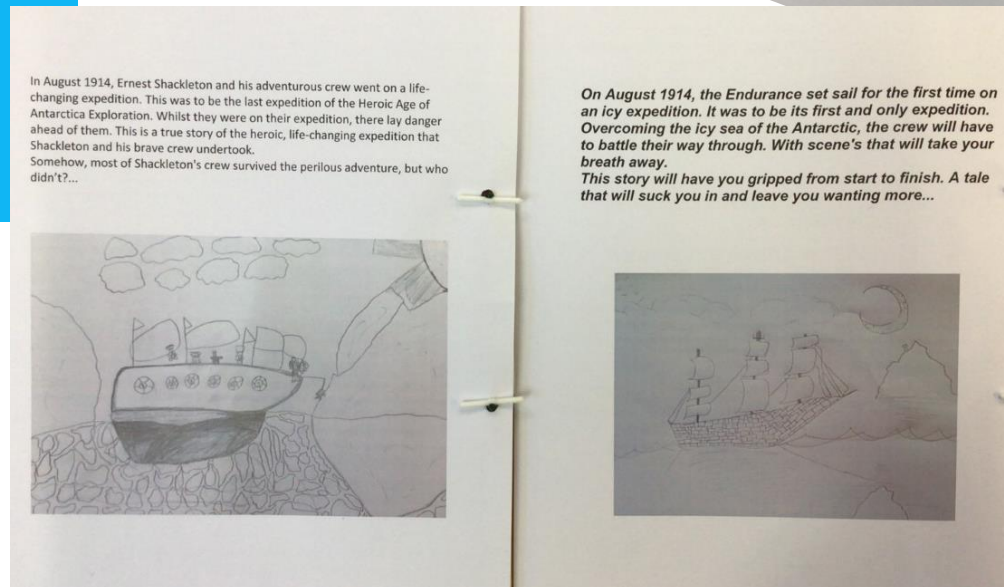 In August 1914, Ernest Shackleton and his adventurous crew went on a life-
changing expedition. This was to be the last expedition of the Heroic Age of
Antarctica Exploration. Whilst they were on their expedition, there lay danger
ahead of them. This is a true story of the heroic, life-changing expedition that
Shackleton and his brave crew undertook.
Somehow, most of Shackleton's crew survived the perilous adventure, but who
didn't?...
On August 1914, the Endurance set sail for the first time on
an icy expedition. It was to be its first and only expedition.
Overcoming the icy sea of the Antarctic, the crew will have
to battle their way through. With scene's that will take your
breath away.
This story will have you gripped from start to finish. A tale
that will suck you in and leave you wanting more...